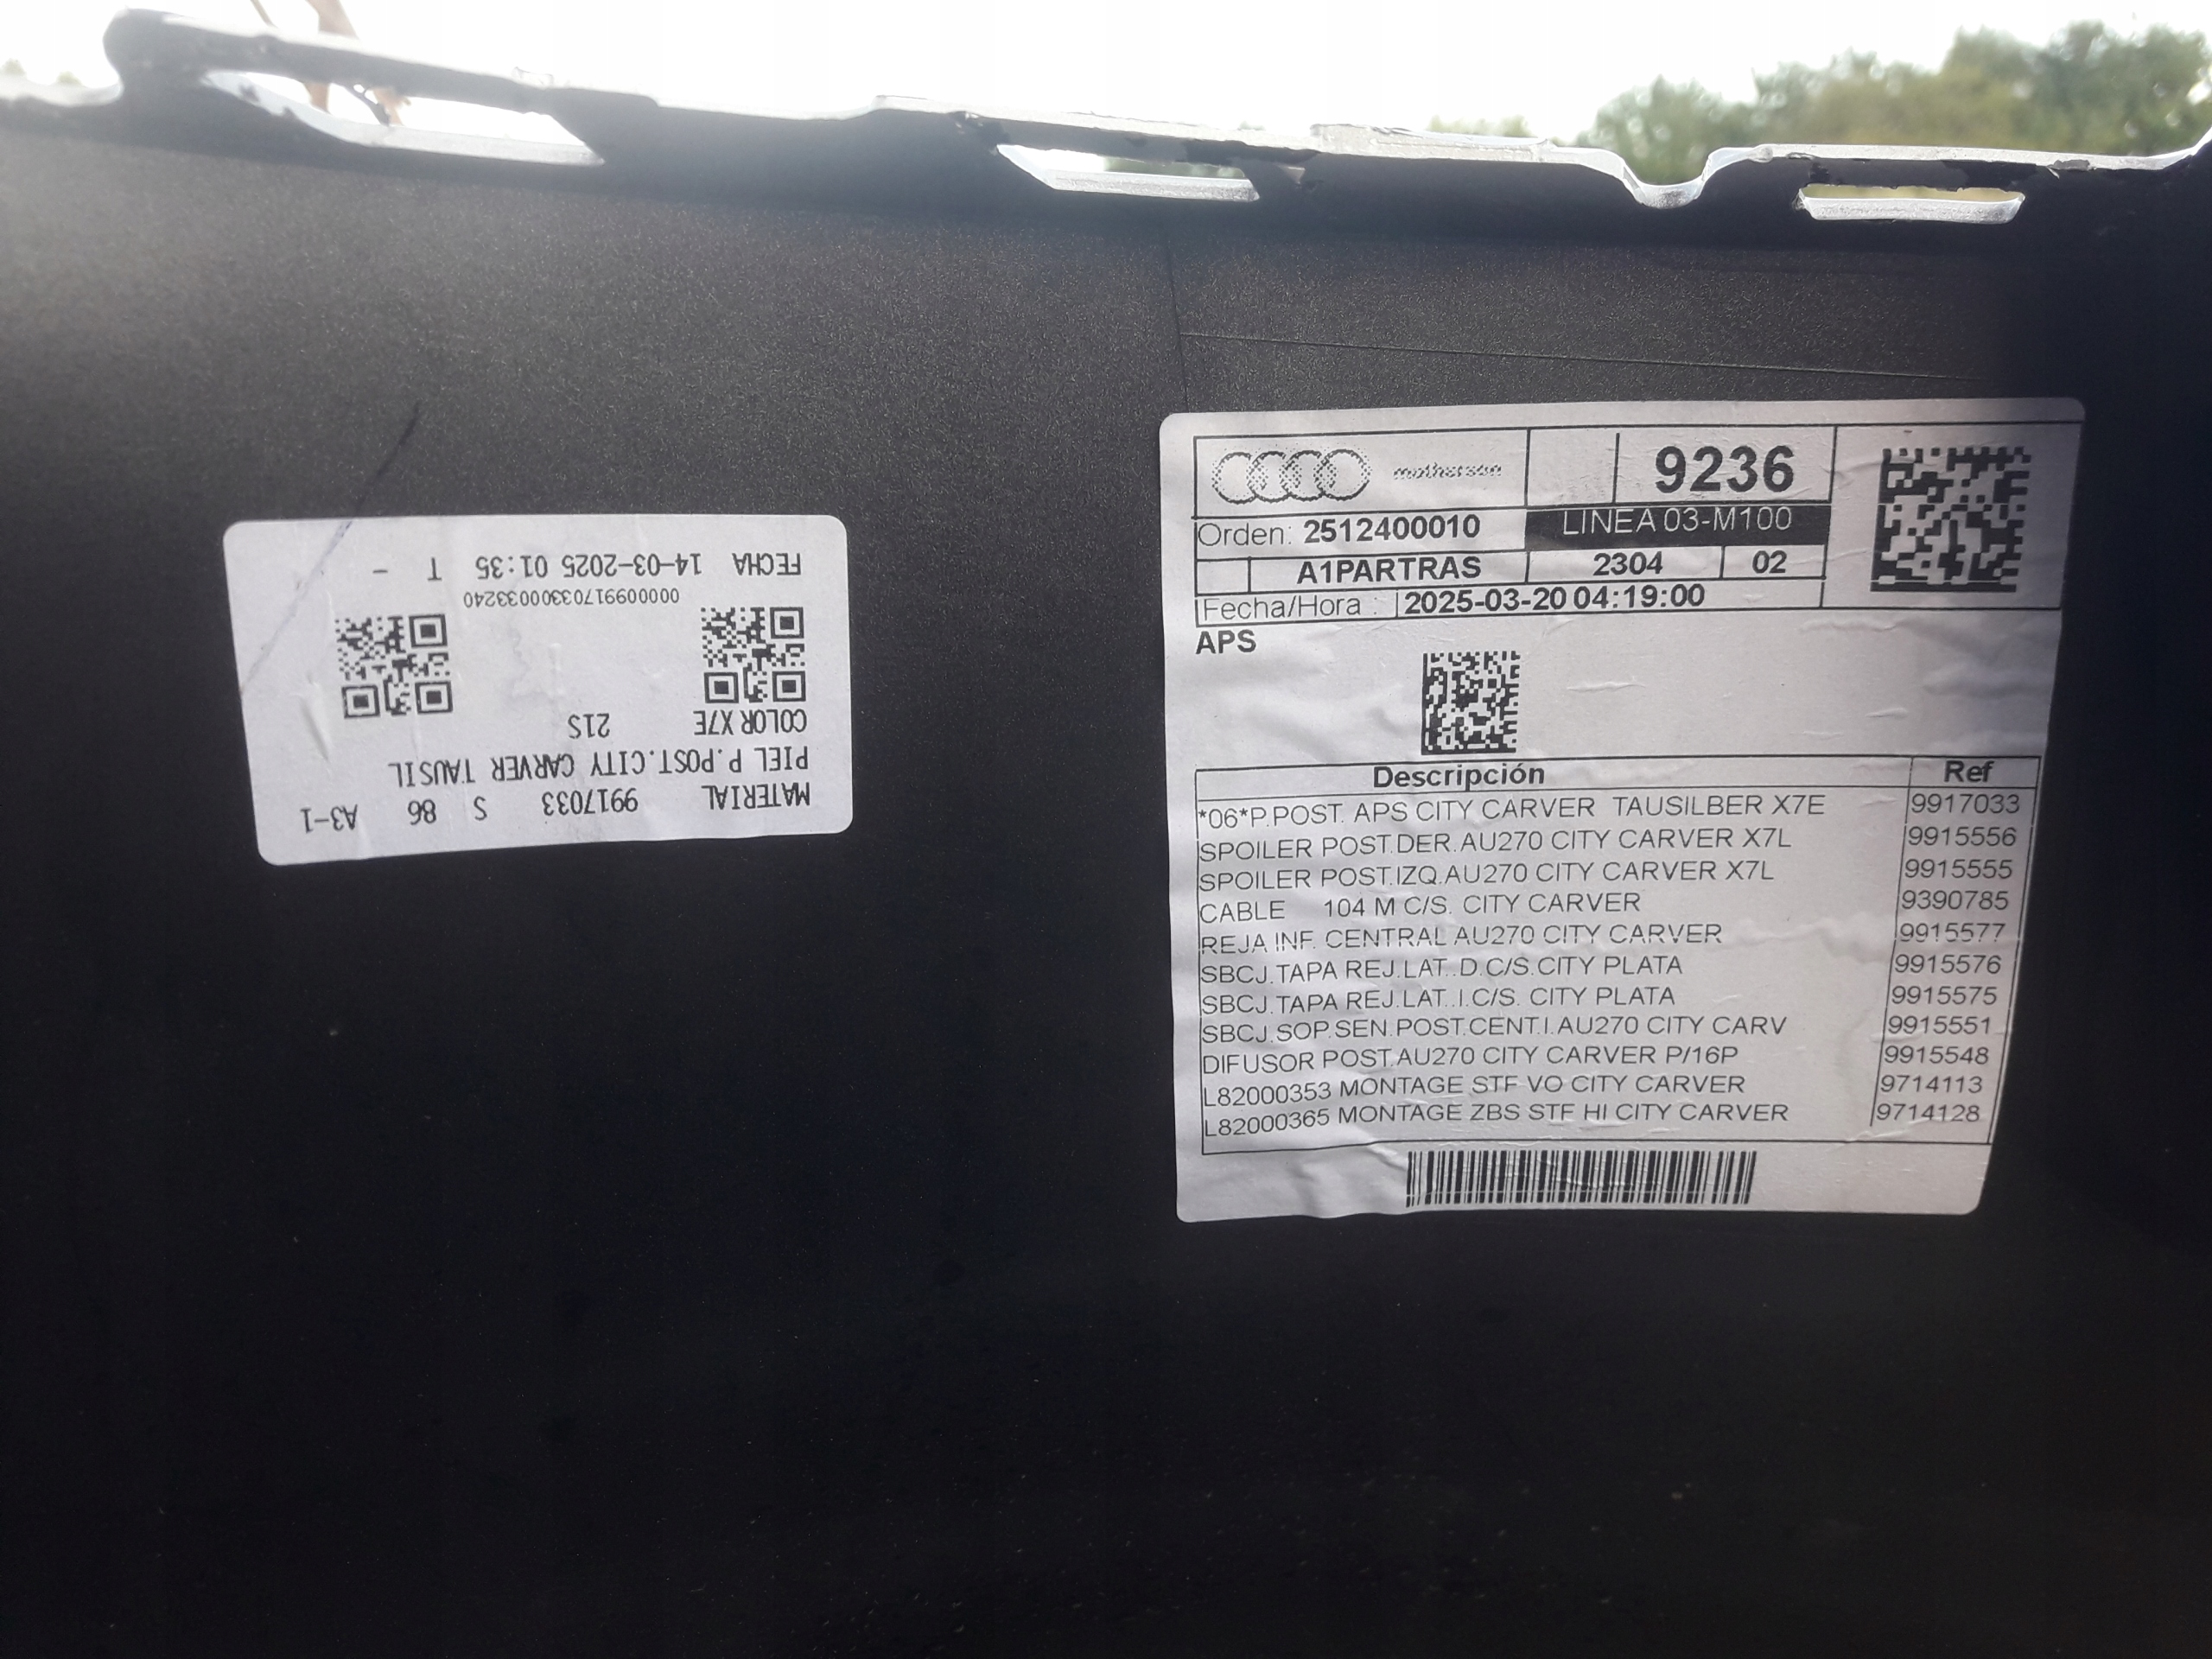 MATERIAL 9917033 S 86 A3-1
PIEL P.POST.CITY CARVER TAUSIL
COLOR X7E 21S
00000991703300033240
FECHA 14-03-2025 01:35 T -
motherson 9236
Orden: 2512400010 LINEA 03-M100
A1PARTRAS 2304 02
Fecha/Hora : 2025-03-20 04:19:00
APS
Descripción Ref
*06*P.POST. APS CITY CARVER TAUSILBER X7E 9917033
SPOILER POST.DER.AU270 CITY CARVER X7L 9915556
SPOILER POST.IZQ.AU270 CITY CARVER X7L 9915555
CABLE 104 M C/S. CITY CARVER 9390785
REJA INF. CENTRAL AU270 CITY CARVER 9915577
SBCJ.TAPA REJ.LAT..D.C/S.CITY PLATA 9915576
SBCJ.TAPA REJ.LAT..I.C/S. CITY PLATA 9915575
SBCJ.SOP.SEN.POST.CENT.I.AU270 CITY CARV 9915551
DIFUSOR POST.AU270 CITY CARVER P/16P 9915548
L82000353 MONTAGE STF VO CITY CARVER 9714113
L82000365 MONTAGE ZBS STF HI CITY CARVER 9714128